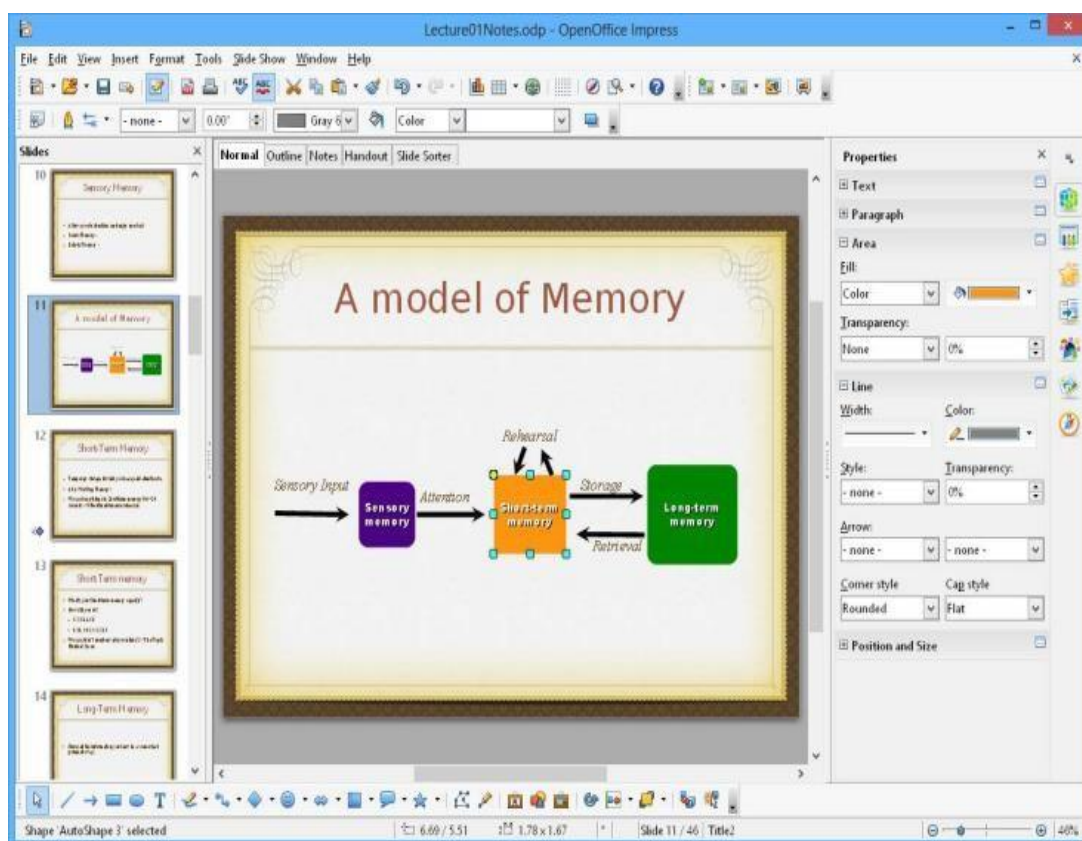 Lecture01Notes.odp - OpenOffice Impress
File Edit View Insert Format Tools Slide Show Window Help
- none - 0.00" Gray 6 Color
Slides
Normal Outline Notes Handout Slide Sorter
10
Sensory Memory
11
A model of Memory
12
Short-Term Memory
13
Short Term memory
14
Long-Term Memory
A model of Memory
Rehearsal
Sensory Input
Sensory
memory
Attention
Short-term
memory
Storage
Retrieval
Long-term
memory
Properties
Text
Paragraph
Area
Fill:
Color
Transparency:
None 0%
Line
Width: Color:
Style: Transparency:
- none - 0%
Arrow:
- none - - none -
Corner style Cap style
Rounded Flat
Position and Size
Shape 'AutoShape 3' selected 6.69 / 5.51 1.78 x 1.67 * Slide 11 / 46 Title2 46%